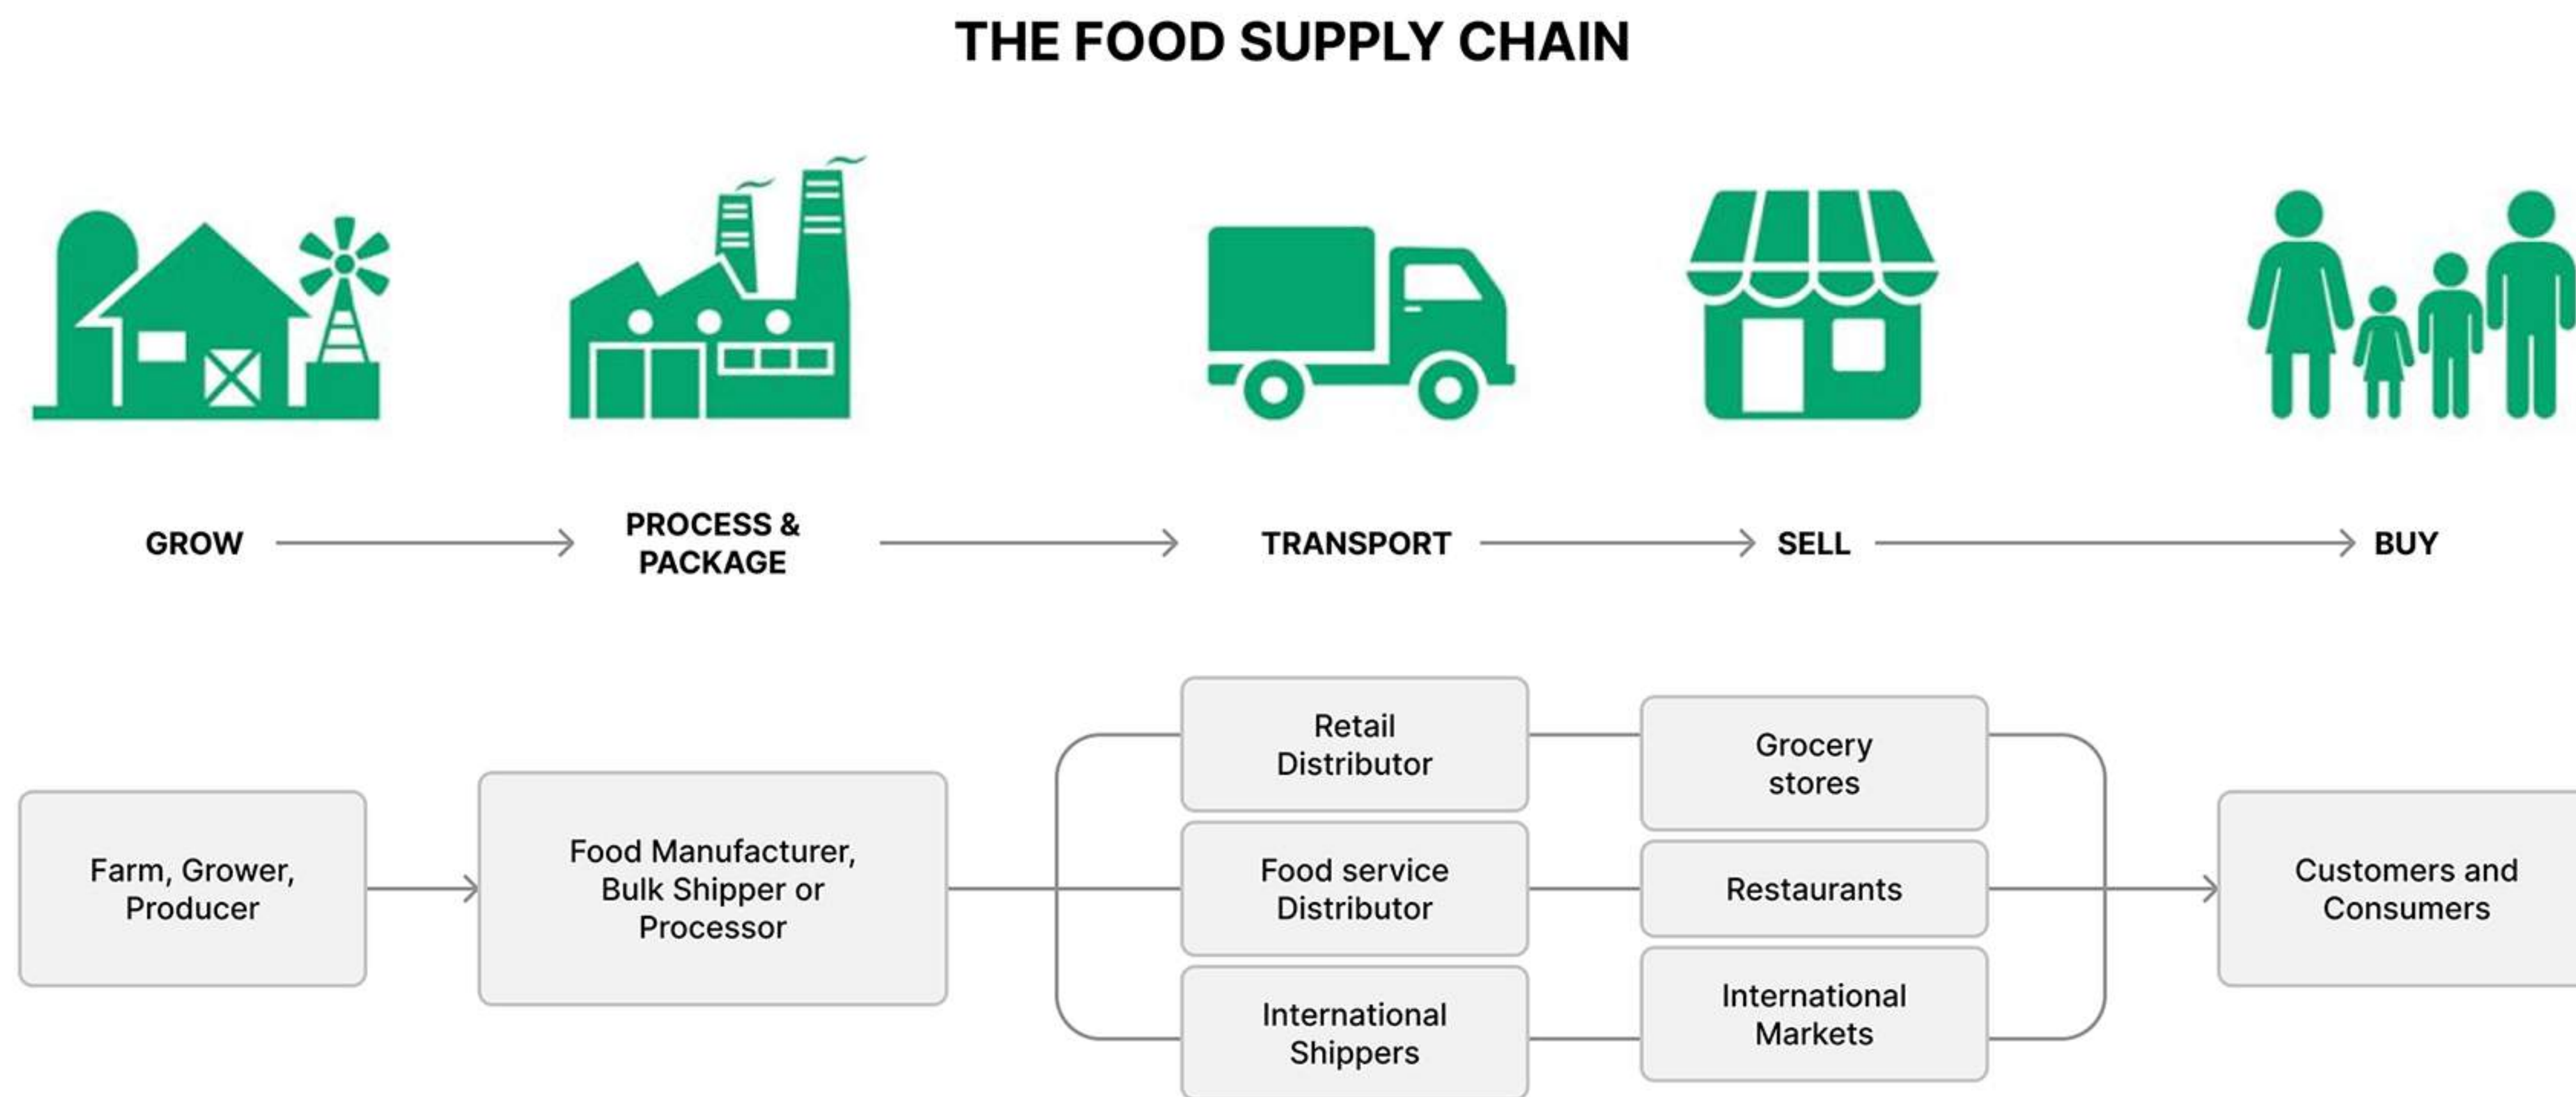 THE FOOD SUPPLY CHAIN
GROW
PROCESS &
PACKAGE
TRANSPORT
SELL
BUY
Farm, Grower,
Producer
Food Manufacturer,
Bulk Shipper or
Processor
Retail
Distributor
Food service
Distributor
International
Shippers
Grocery
stores
Restaurants
International
Markets
Customers and
Consumers